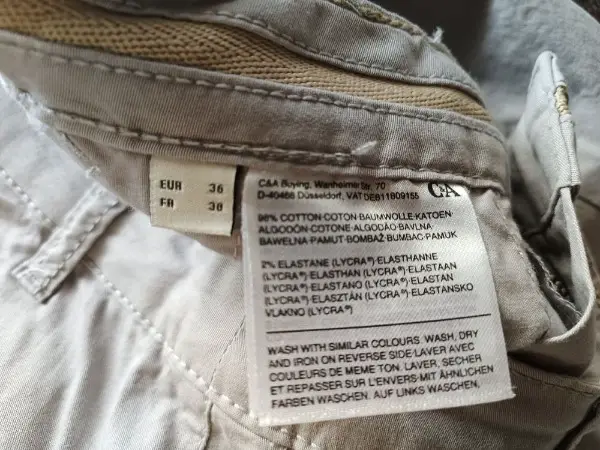 EUR 36
FR 38
C&A Buying, Wanheimerstr. 70
D-40468 Düsseldorf, VAT DE811809155
C&A
98% COTTON·COTON·BAUMWOLLE·KATOEN·
ALGODÓN·COTONE·ALGODÃO·BAVLNA·
BAWEŁNA·PAMUT·BOMBAŽ·BUMBAC·PAMUK
2% ELASTANE (LYCRA®)·ELASTHANNE
(LYCRA®)·ELASTHAN (LYCRA®)·ELASTAAN
(LYCRA®)·ELASTANO (LYCRA®)·ELASTAN
(LYCRA®)·ELASZTÁN (LYCRA®)·ELASTANSKO
VLAKNO (LYCRA®)
WASH WITH SIMILAR COLOURS. WASH, DRY
AND IRON ON REVERSE SIDE·LAVER AVEC
COULEURS DE MEME TON. LAVER, SECHER
ET REPASSER SUR L'ENVERS·MIT ÄHNLICHEN
FARBEN WASCHEN. AUF LINKS WASCHEN,